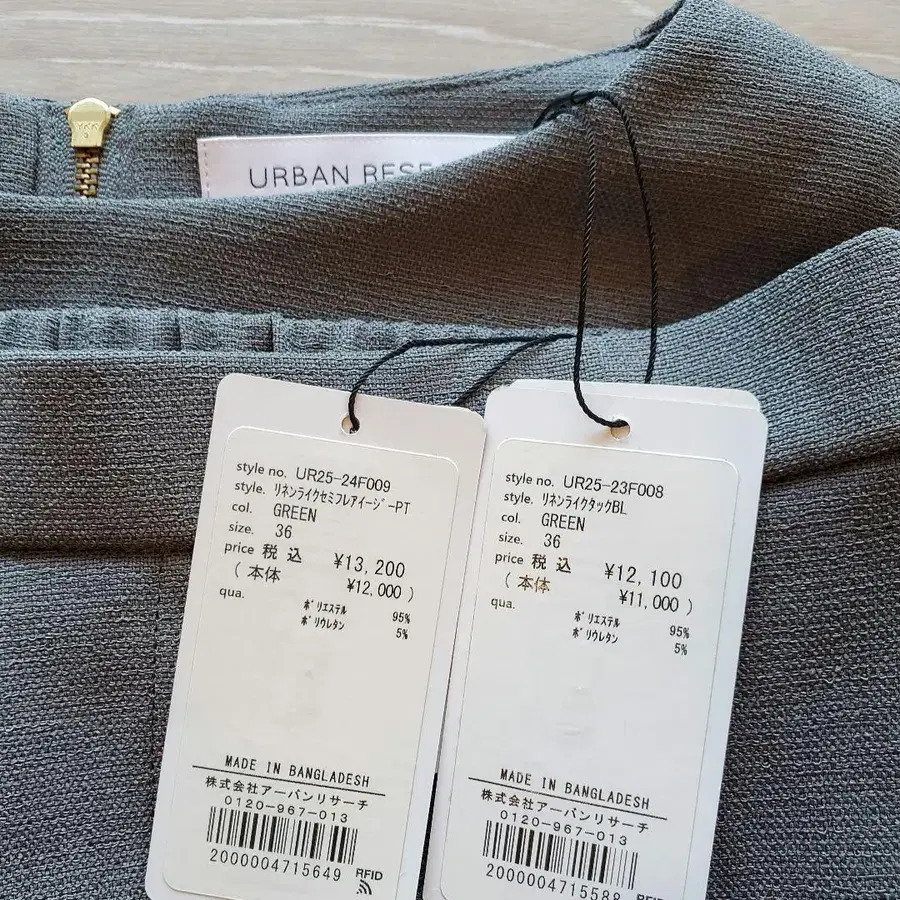 YKK
URBAN RESE
style no. UR25-24F009
style. リネンライクセミフレアイージーPT
col. GREEN
size. 36
price 税込 ¥13,200
(本体 ¥12,000)
qua.
ポリエステル 95%
ポリウレタン 5%
MADE IN BANGLADESH
株式会社アーバンリサーチ
0120-967-013
2000004715649
RFID
style no. UR25-23F008
style. リネンライクタックBL
col. GREEN
size. 36
price 税込 ¥12,100
(本体 ¥11,000)
qua.
ポリエステル 95%
ポリウレタン 5%
MADE IN BANGLADESH
株式会社アーバンリサーチ
0120-967-013
2000004715588
RFID